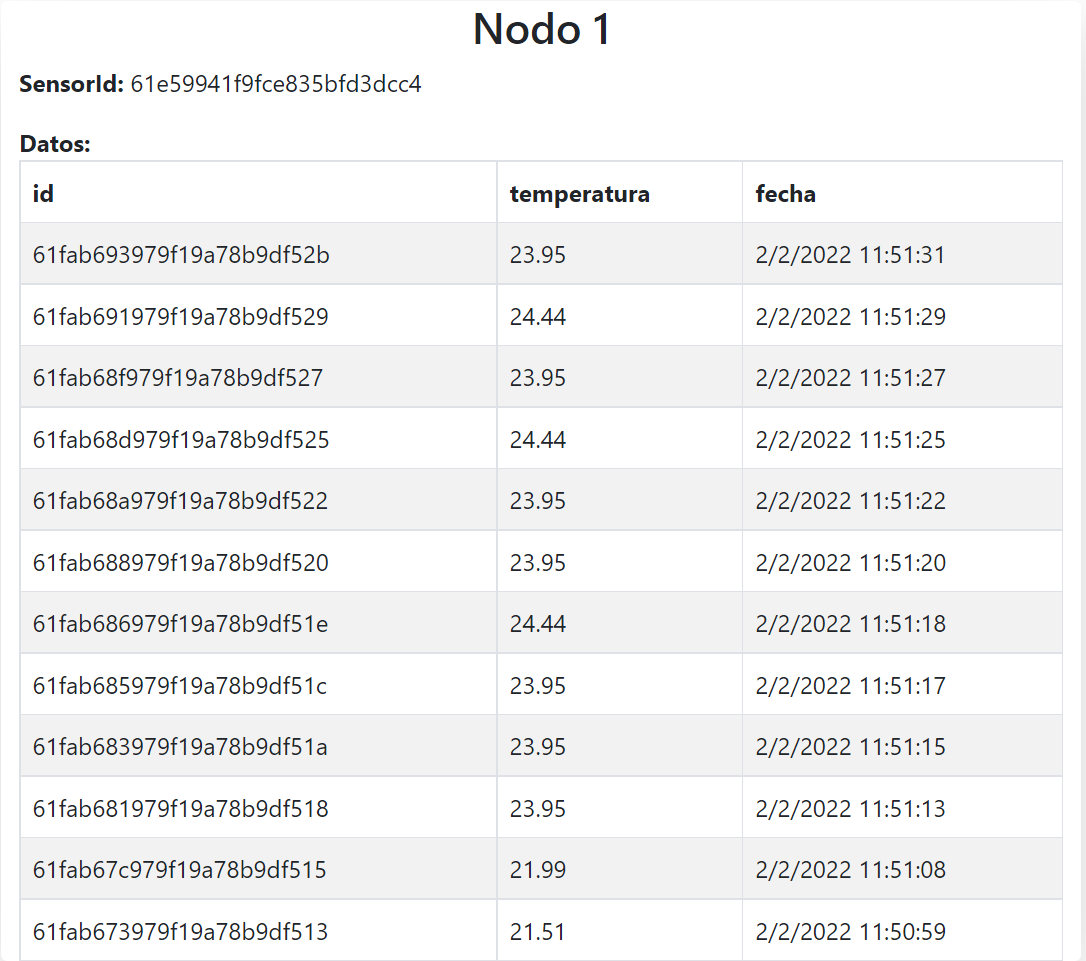 Nodo 1
SensorId: 61e59941f9fce835bfd3dcc4
Datos:
id temperatura fecha
61fab693979f19a78b9df52b 23.95 2/2/2022 11:51:31
61fab691979f19a78b9df529 24.44 2/2/2022 11:51:29
61fab68f979f19a78b9df527 23.95 2/2/2022 11:51:27
61fab68d979f19a78b9df525 24.44 2/2/2022 11:51:25
61fab68a979f19a78b9df522 23.95 2/2/2022 11:51:22
61fab688979f19a78b9df520 23.95 2/2/2022 11:51:20
61fab686979f19a78b9df51e 24.44 2/2/2022 11:51:18
61fab685979f19a78b9df51c 23.95 2/2/2022 11:51:17
61fab683979f19a78b9df51a 23.95 2/2/2022 11:51:15
61fab681979f19a78b9df518 23.95 2/2/2022 11:51:13
61fab67c979f19a78b9df515 21.99 2/2/2022 11:51:08
61fab673979f19a78b9df513 21.51 2/2/2022 11:50:59